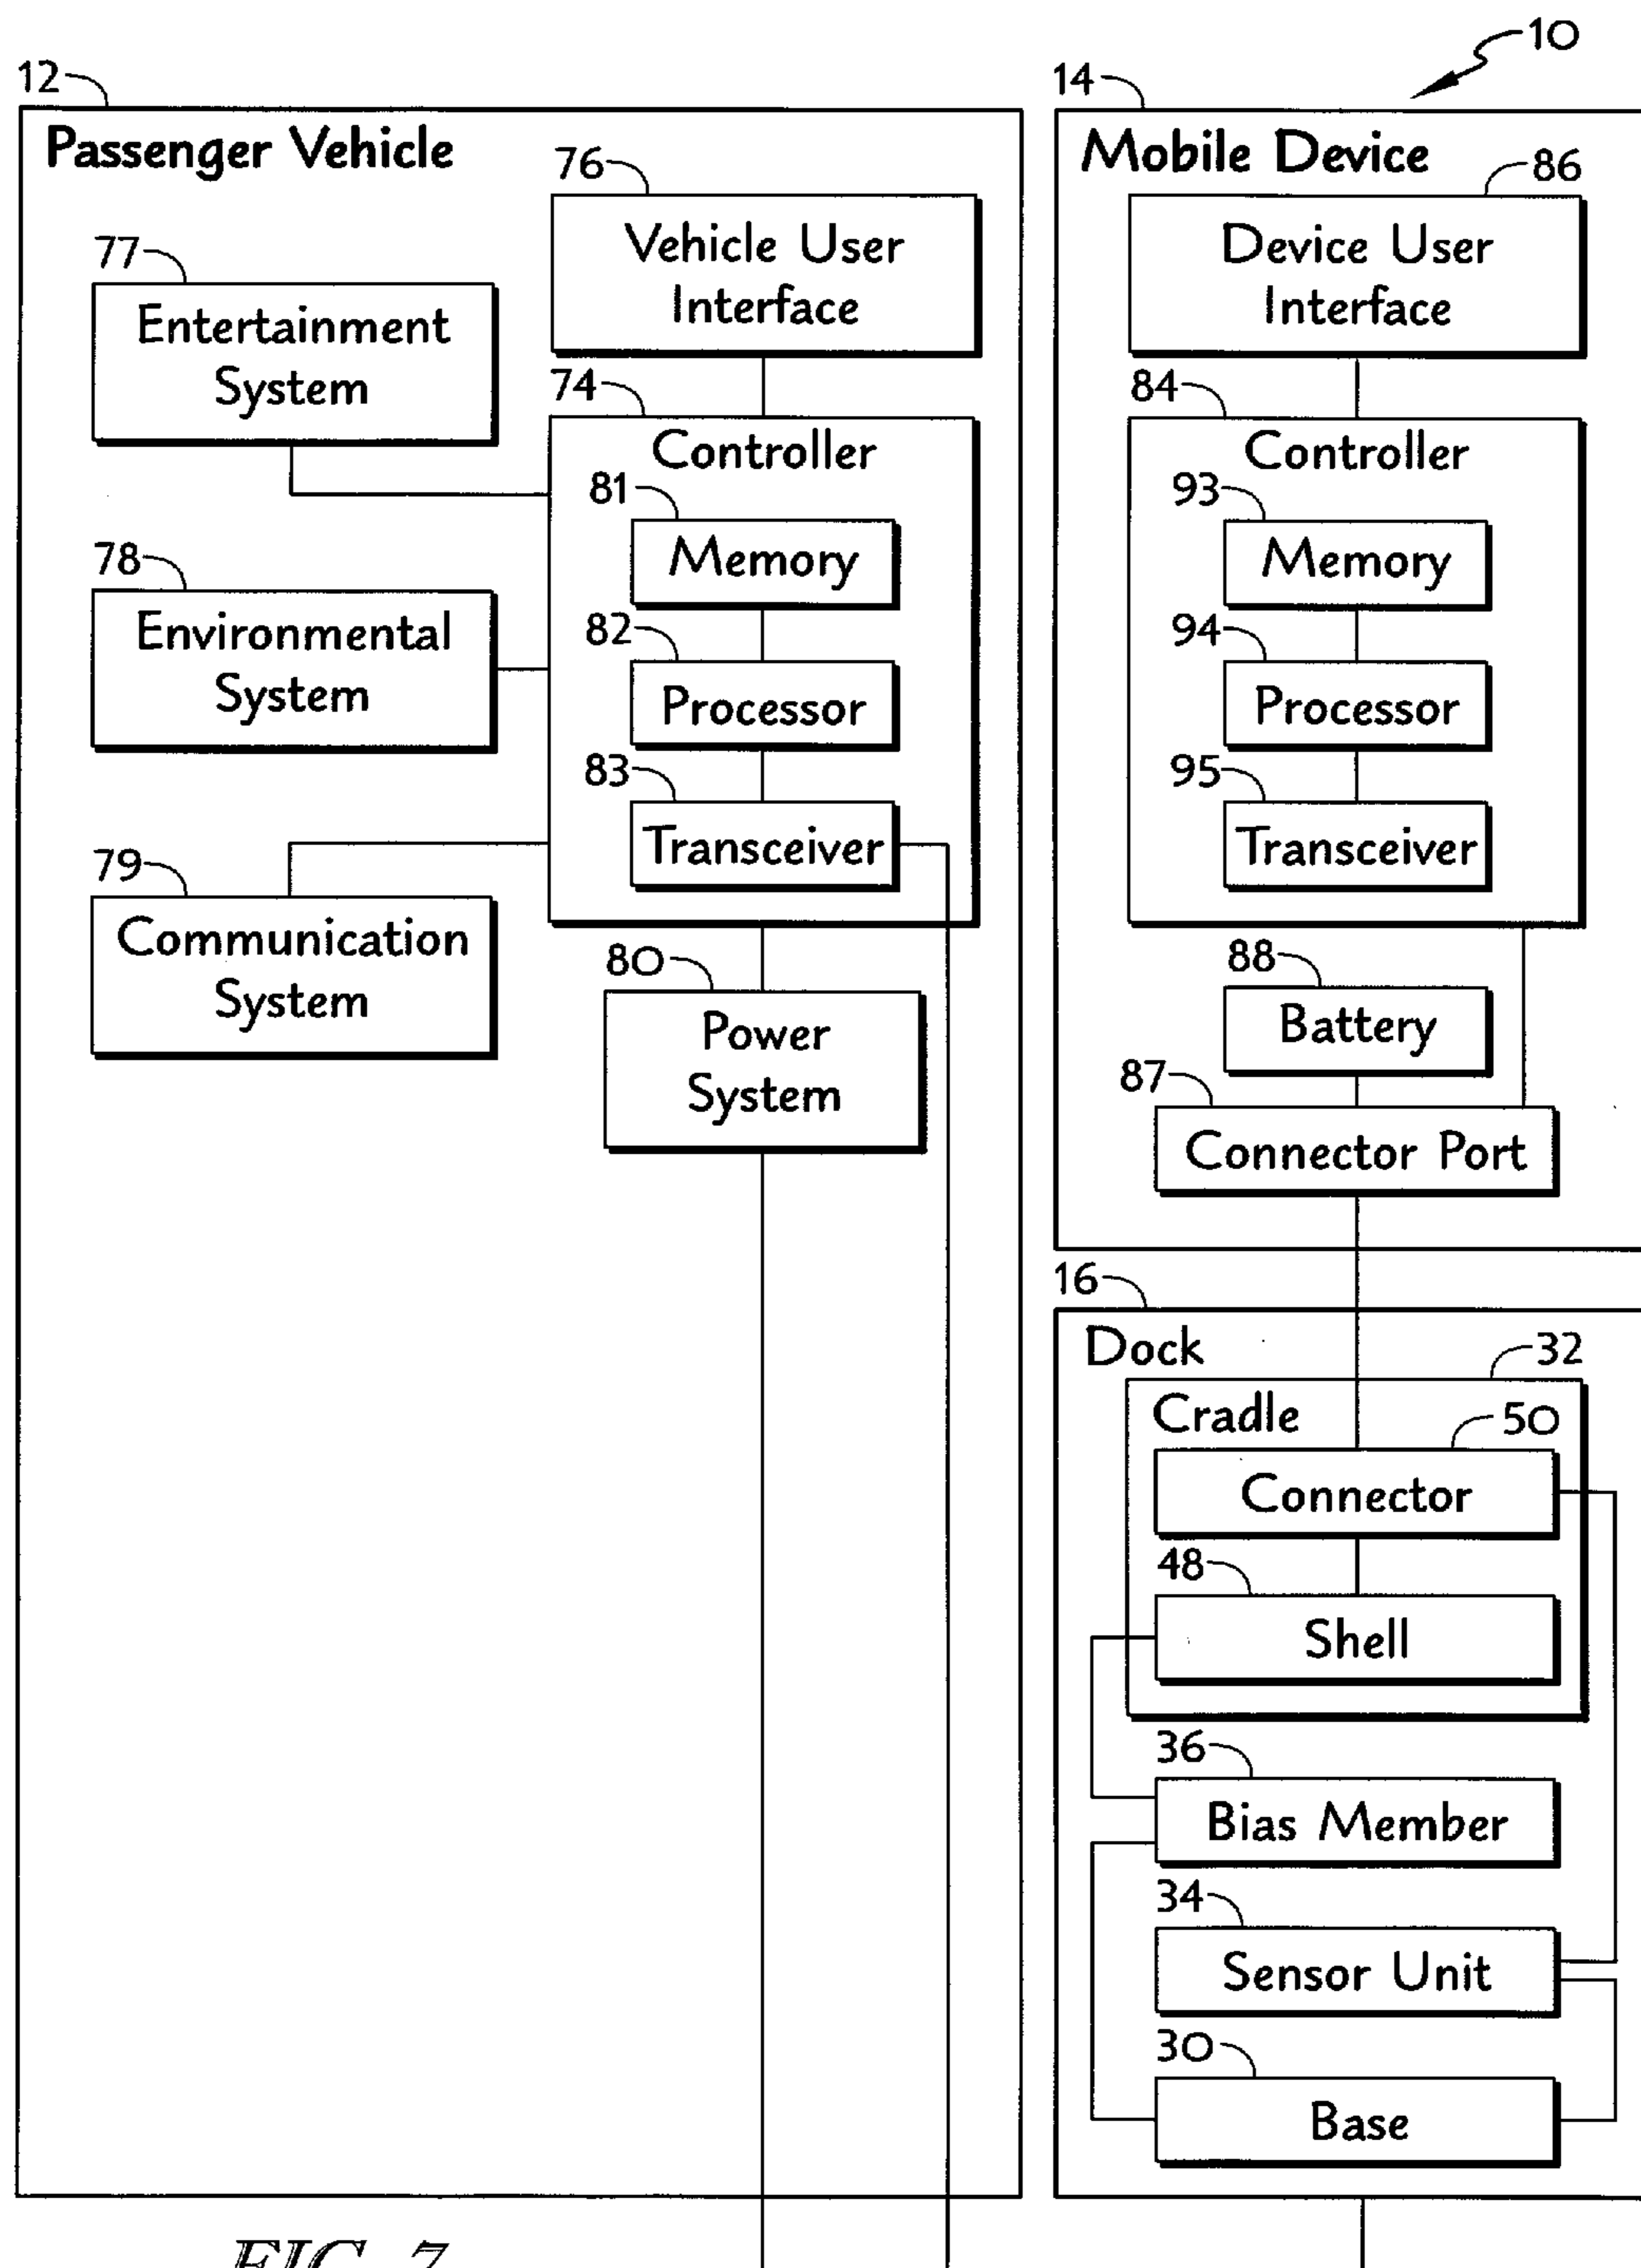 10
12
Passenger Vehicle
76
Vehicle User
Interface
77
Entertainment
System
74
Controller
81
Memory
78
Environmental
System
82
Processor
83
Transceiver
79
Communication
System
80
Power
System
14
Mobile Device
86
Device User
Interface
84
Controller
93
Memory
94
Processor
95
Transceiver
88
Battery
87
Connector Port
16
Dock
32
Cradle
50
Connector
48
Shell
36
Bias Member
34
Sensor Unit
30
Base
FIG. 7